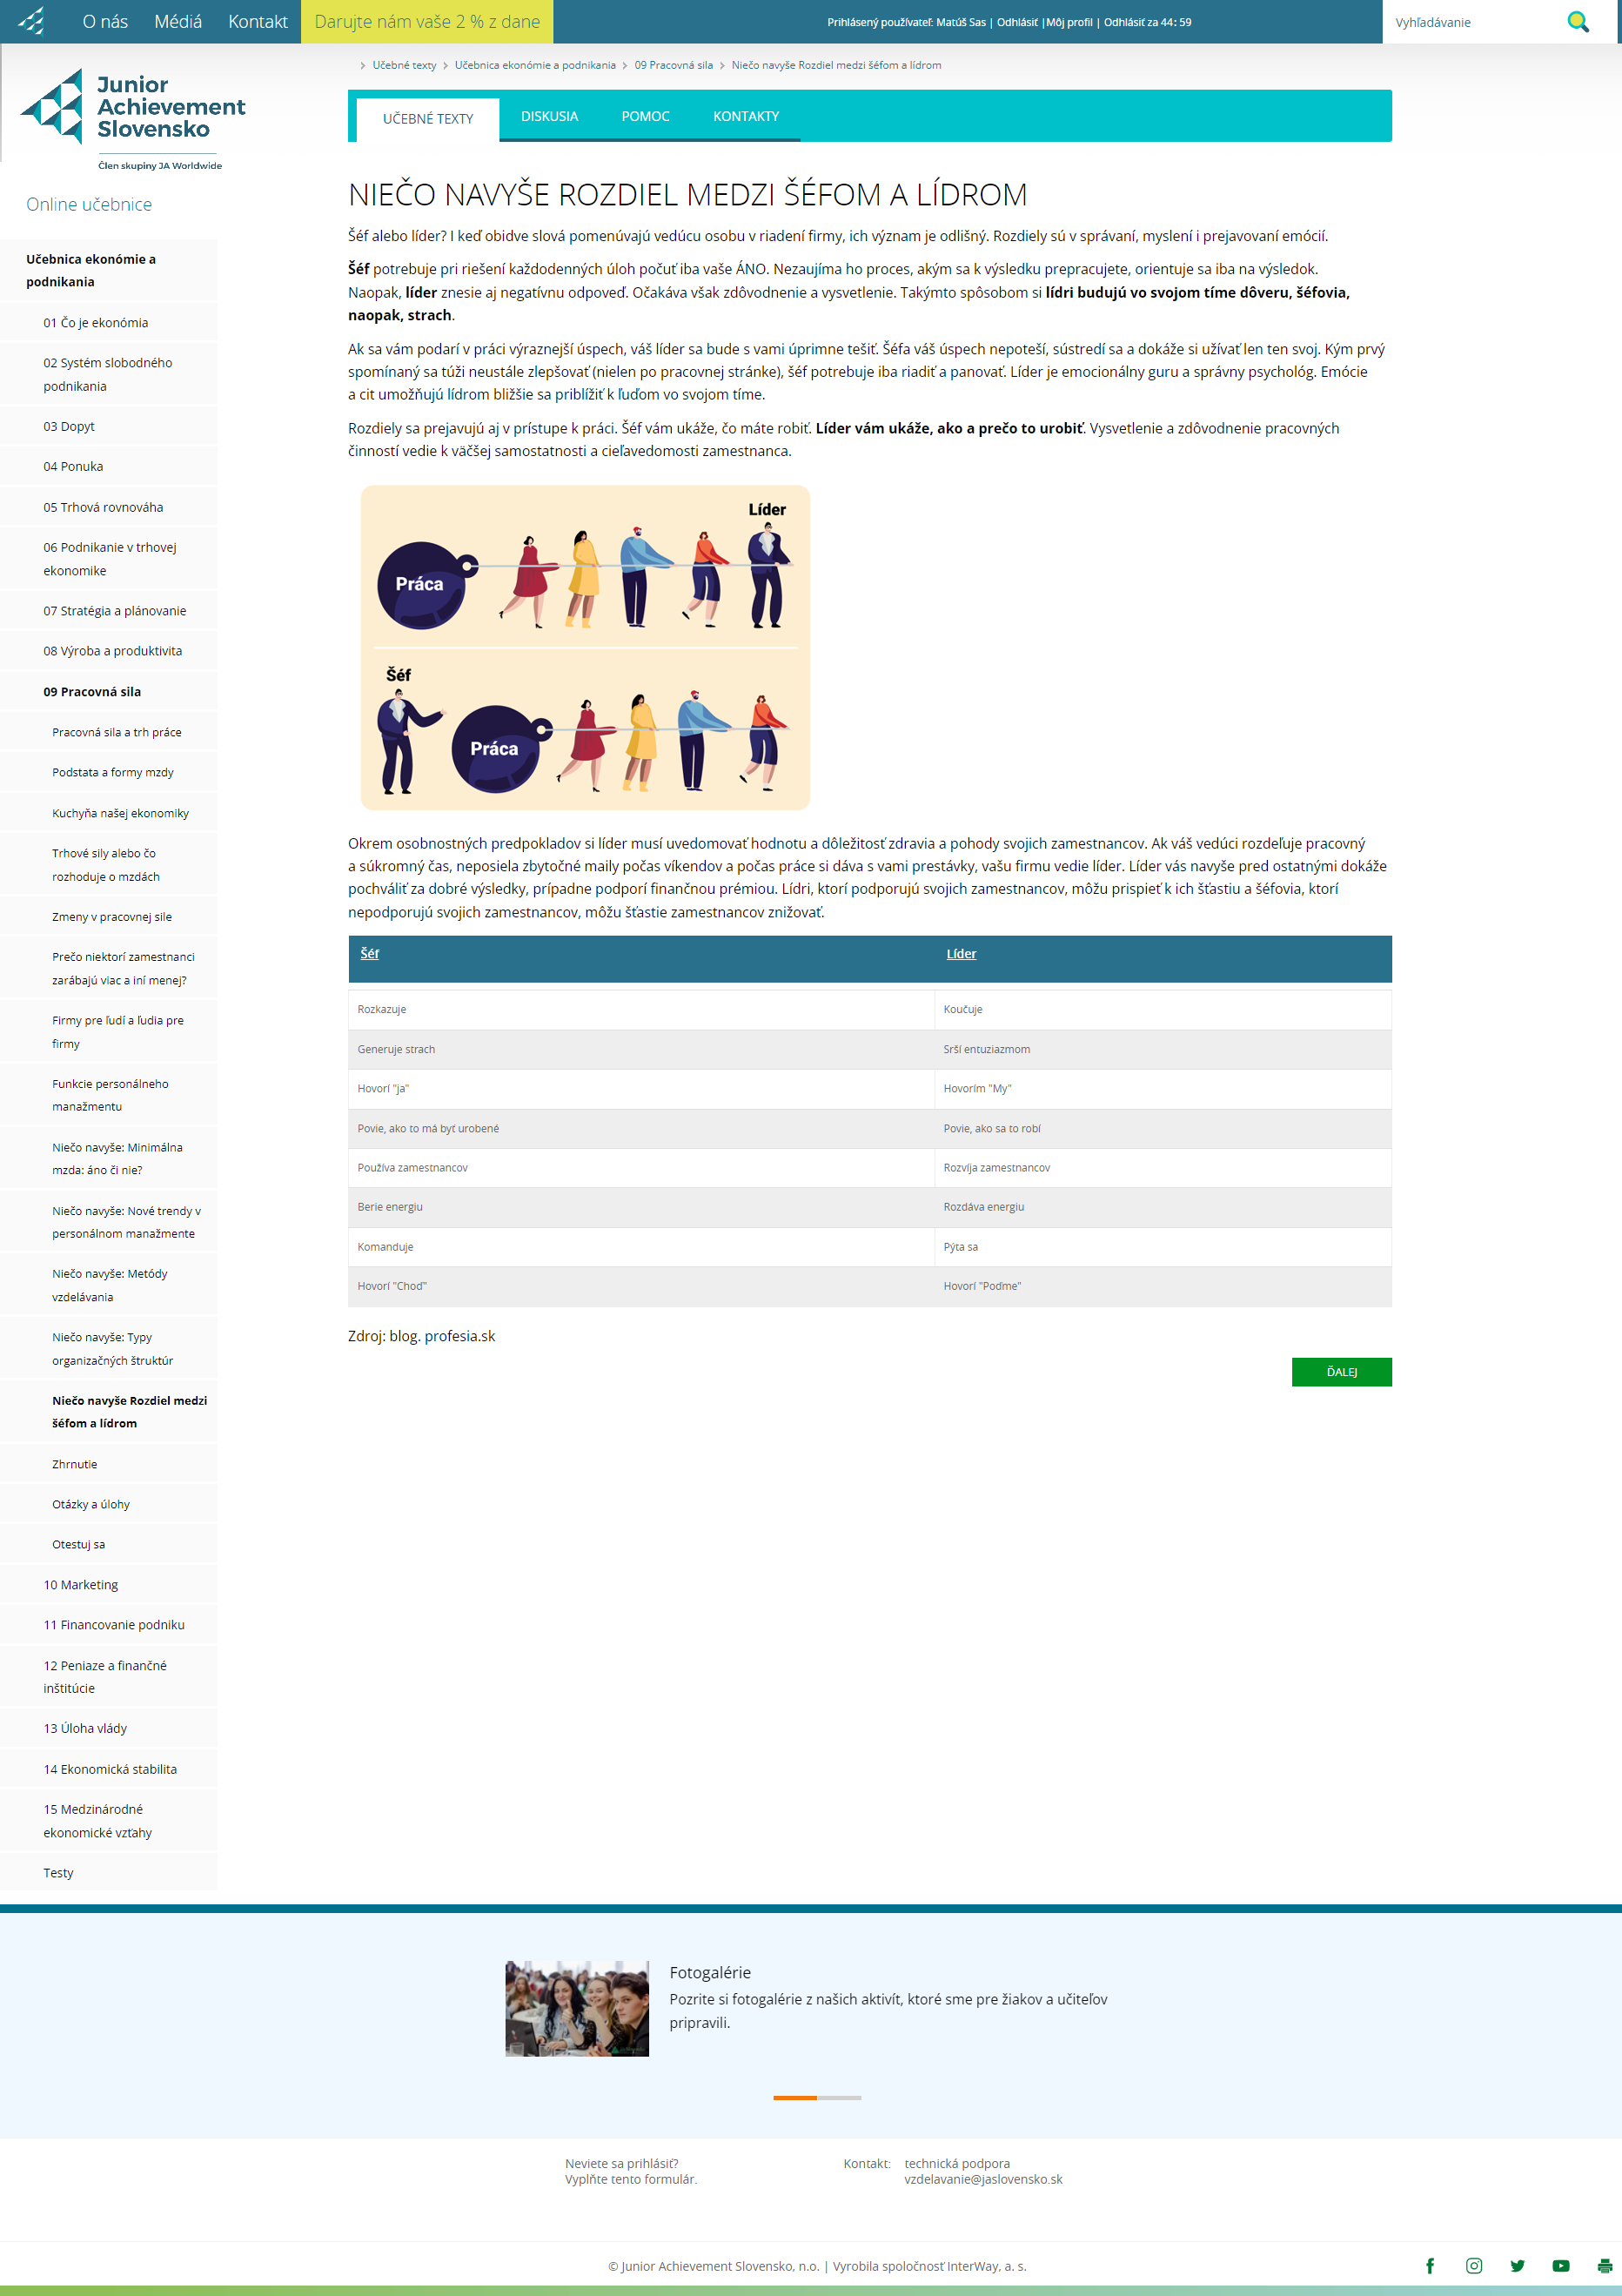 O nás Médiá Kontakt Darujte nám vaše 2 % z dane
Prihlásený používateľ: Matúš Sas | Odhlásiť |Môj profil | Odhlásiť za 44: 59
Vyhľadávanie
Junior
Achievement
Slovensko
Člen skupiny JA Worldwide
Online učebnice
Učebnica ekonómie a
podnikania
01 Čo je ekonómia
02 Systém slobodného
podnikania
03 Dopyt
04 Ponuka
05 Trhová rovnováha
06 Podnikanie v trhovej
ekonomike
07 Stratégia a plánovanie
08 Výroba a produktivita
09 Pracovná sila
Pracovná sila a trh práce
Podstata a formy mzdy
Kuchyňa našej ekonomiky
Trhové sily alebo čo
rozhoduje o mzdách
Zmeny v pracovnej sile
Prečo niektorí zamestnanci
zarábajú viac a iní menej?
Firmy pre ľudí a ľudia pre
firmy
Funkcie personálneho
manažmentu
Niečo navyše: Minimálna
mzda: áno či nie?
Niečo navyše: Nové trendy v
personálnom manažmente
Niečo navyše: Metódy
vzdelávania
Niečo navyše: Typy
organizačných štruktúr
Niečo navyše Rozdiel medzi
šéfom a lídrom
Zhrnutie
Otázky a úlohy
Otestuj sa
10 Marketing
11 Financovanie podniku
12 Peniaze a finančné
inštitúcie
13 Úloha vlády
14 Ekonomická stabilita
15 Medzinárodné
ekonomické vzťahy
Testy
Učebné texty Učebnica ekonómie a podnikania 09 Pracovná sila Niečo navyše Rozdiel medzi šéfom a lídrom
UČEBNÉ TEXTY DISKUSIA POMOC KONTAKTY
NIEČO NAVYŠE ROZDIEL MEDZI ŠÉFOM A LÍDROM
Šéf alebo líder? I keď obidve slová pomenúvajú vedúcu osobu v riadení firmy, ich význam je odlišný. Rozdiely sú v správaní, myslení i prejavovaní emócií.
Šéf potrebuje pri riešení každodenných úloh počuť iba vaše ÁNO. Nezaujíma ho proces, akým sa k výsledku prepracujete, orientuje sa iba na výsledok.
Naopak, líder znesie aj negatívnu odpoveď. Očakáva však zdôvodnenie a vysvetlenie. Takýmto spôsobom si lídri budujú vo svojom tíme dôveru, šéfovia,
naopak, strach.
Ak sa vám podarí v práci výraznejší úspech, váš líder sa bude s vami úprimne tešiť. Šéfa váš úspech nepoteší, sústredí sa a dokáže si užívať len ten svoj. Kým prvý
spomínaný sa túži neustále zlepšovať (nielen po pracovnej stránke), šéf potrebuje iba riadiť a panovať. Líder je emocionálny guru a správny psychológ. Emócie
a cit umožňujú lídrom bližšie sa priblížiť k ľuďom vo svojom tíme.
Rozdiely sa prejavujú aj v prístupe k práci. Šéf vám ukáže, čo máte robiť. Líder vám ukáže, ako a prečo to urobiť. Vysvetlenie a zdôvodnenie pracovných
činností vedie k väčšej samostatnosti a cieľavedomosti zamestnanca.
Líder
Práca
Šéf
Práca
Okrem osobnostných predpokladov si líder musí uvedomovať hodnotu a dôležitosť zdravia a pohody svojich zamestnancov. Ak váš vedúci rozdeľuje pracovný
a súkromný čas, neposiela zbytočné maily počas víkendov a počas práce si dáva s vami prestávky, vašu firmu vedie líder. Líder vás navyše pred ostatnými dokáže
pochváliť za dobré výsledky, prípadne podporí finančnou prémiou. Lídri, ktorí podporujú svojich zamestnancov, môžu prispieť k ich šťastiu a šéfovia, ktorí
nepodporujú svojich zamestnancov, môžu šťastie zamestnancov znižovať.
Šéf Líder
Rozkazuje Koučuje
Generuje strach Srší entuziazmom
Hovorí "ja" Hovorím "My"
Povie, ako to má byť urobené Povie, ako sa to robí
Používa zamestnancov Rozvíja zamestnancov
Berie energiu Rozdáva energiu
Komanduje Pýta sa
Hovorí "Chod" Hovorí "Poďme"
Zdroj: blog. profesia.sk
ĎALEJ
Fotogalérie
Pozrite si fotogalérie z našich aktivít, ktoré sme pre žiakov a učiteľov
pripravili.
Neviete sa prihlásiť?
Vyplňte tento formulár.
Kontakt: technická podpora
vzdelavanie@jaslovensko.sk
© Junior Achievement Slovensko, n.o. | Vyrobila spoločnosť InterWay, a. s.